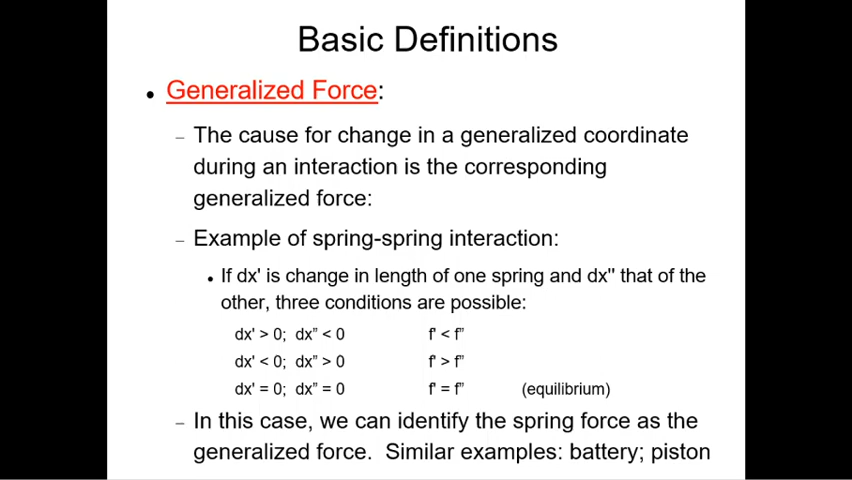 Basic Definitions
• Generalized Force:
– The cause for change in a generalized coordinate
during an interaction is the corresponding
generalized force:
– Example of spring-spring interaction:
• If dx' is change in length of one spring and dx'' that of the
other, three conditions are possible:
dx' > 0; dx” < 0 f' < f”
dx' < 0; dx” > 0 f' > f”
dx' = 0; dx” = 0 f' = f” (equilibrium)
– In this case, we can identify the spring force as the
generalized force. Similar examples: battery; piston